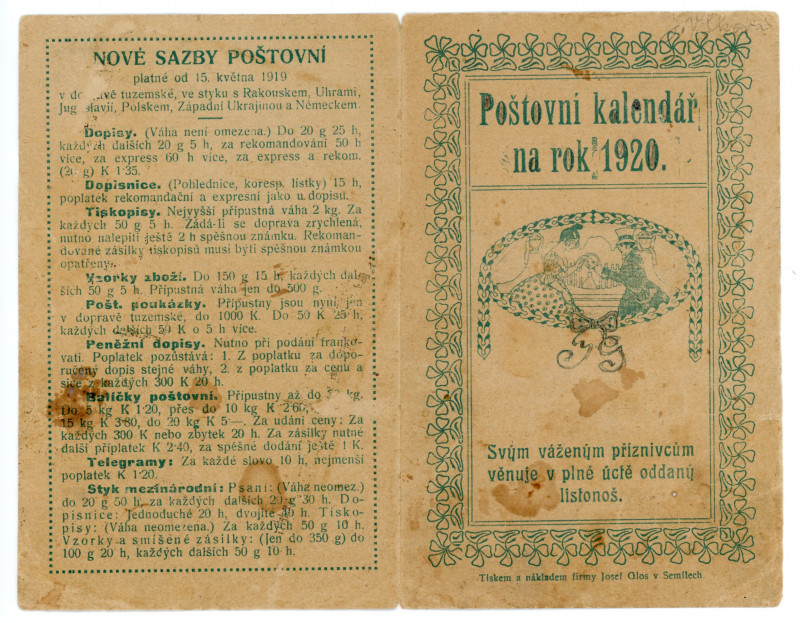 NOVÉ SAZBY POŠTOVNÍ
platné od 15. května 1919
v dopravě tuzemské, ve styku s Rakouskem, Uhrami,
Jugoslavií, Polskem, Západní Ukrajinou a Německem.
Dopisy. (Váha není omezena.) Do 20 g 25 h,
každých dalších 20 g 5 h, za rekomandování 50 h
více, za express 60 h více, za express a rekom.
(20 g) K 1·35.
Dopisnice. (Pohlednice, koresp. lístky) 15 h,
poplatek rekomandační a expresní jako u dopisu.
Tiskopisy. Nejvyšší přípustná váha 2 kg. Za
každých 50 g 5 h. Žádá-li se doprava zrychlená,
nutno nalepiti ještě 2 h spěšnou známku. Rekoman-
dované zásilky tiskopisů musí býti spěšnou známkou
opatřeny.
Vzorky zboží. Do 150 g 15 h, každých dal-
ších 50 g 5 h. Přípustná váha jen do 500 g.
Pošt. poukázky. Přípustny jsou nyní jen
v dopravě tuzemské, do 1000 K. Do 50 K 25 h,
každých dalších 50 K o 5 h více.
Peněžní dopisy. Nutno při podání franko-
vati. Poplatek pozůstává: 1. Z poplatku za dopo-
ručený dopis stejné váhy, 2. z poplatku za cenu a
sice z každých 300 K 20 h.
Balíčky poštovní. Přípustny až do kg.
Do 5 kg K 1·20, přes do 10 kg K 2·60,
15 kg K 3·80, do 20 kg K 5·—. Za udání ceny: Za
každých 300 K nebo zbytek 20 h. Za zásilky nutné
další příplatek K 2·40, za spěšné dodání ještě 1 K.
Telegramy: Za každé slovo 10 h, nejmenší
poplatek K 1·20.
Styk mezinárodní: Psaní: (Váha neomez.)
do 20 g 50 h, za každých dalších 20 g 30 h. Do-
pisnice: Jednoduché 20 h, dvojité 40 h. Tisko-
pisy: (Váha neomezena.) Za každých 50 g 10 h.
Vzorky a smíšené zásilky: (Jen do 350 g) do
100 g 20 h, každých dalších 50 g 10 h.
Poštovní kalendář
na rok 1920.
JG
Svým váženým příznivcům
věnuje v plné úctě oddaný
listonoš.
Tiskem a nákladem firmy Josef Glos v Semilech.